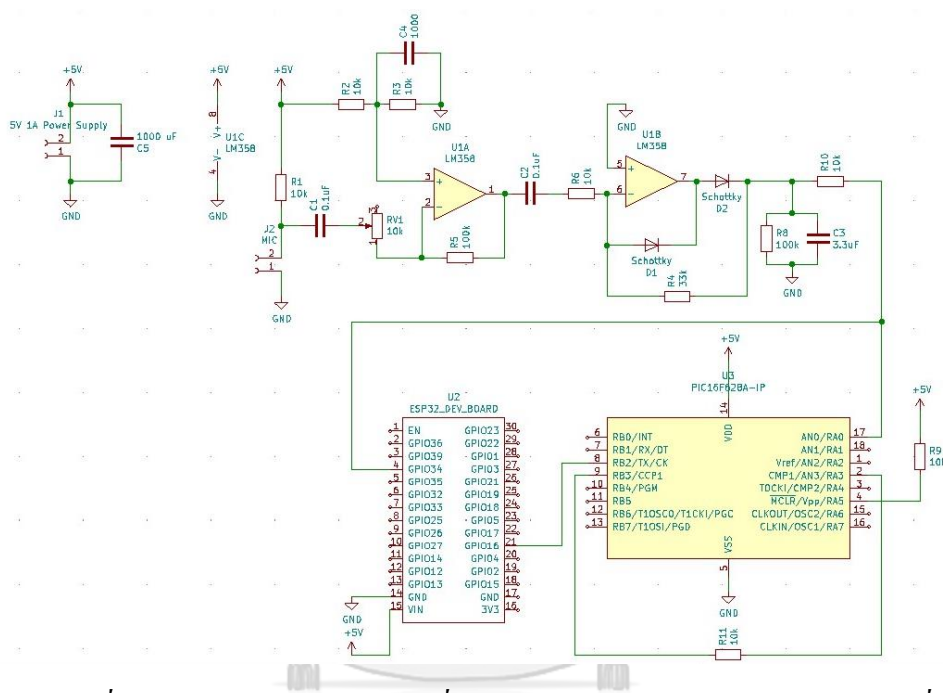 +5V
J1
5V 1A Power Supply
2
1
1000 uF
C5
GND
+5V
8
V+
V-
4
U1C
LM358
GND
+5V
R1
10k
J2
MIC
2
1
GND
C1
0.1uF
R2
10k
C4
1000
R3
10k
GND
3
2
1
RV1
10k
U1A
LM358
3
+
2
-
1
R5
100k
C2
0.1uF
R6
10k
GND
U1B
LM358
5
+
6
-
7
Schottky
D2
Schottky
D1
R4
33k
R8
100k
C3
3.3uF
GND
R10
10k
U2
ESP32_DEV_BOARD
1 EN
2 GPIO36
3 GPIO39
4 GPIO34
5 GPIO35
6 GPIO32
7 GPIO33
8 GPIO25
9 GPIO26
10 GPIO27
11 GPIO14
12 GPIO12
13 GPIO13
14 GND
15 VIN
GPIO23 30
GPIO22 29
GPIO1 28
GPIO3 27
GPIO21 26
GPIO19 25
GPIO18 24
GPIO5 23
GPIO17 22
GPIO16 21
GPIO4 20
GPIO2 19
GPIO15 18
GND 17
3V3 16
GND
+5V
+5V
U3
PIC16F628A-IP
14
VDD
6 RB0/INT
7 RB1/RX/DT
8 RB2/TX/CK
9 RB3/CCP1
10 RB4/PGM
11 RB5
12 RB6/T1OSCO/T1CKI/PGC
13 RB7/T1OSI/PGD
AN0/RA0 17
AN1/RA1 18
Vref/AN2/RA2 1
CMP1/AN3/RA3 2
TOCKI/CMP2/RA4 3
MCLR/Vpp/RA5 4
CLKOUT/OSC2/RA6 15
CLKIN/OSC1/RA7 16
VSS
5
GND
+5V
R9
R11
10k